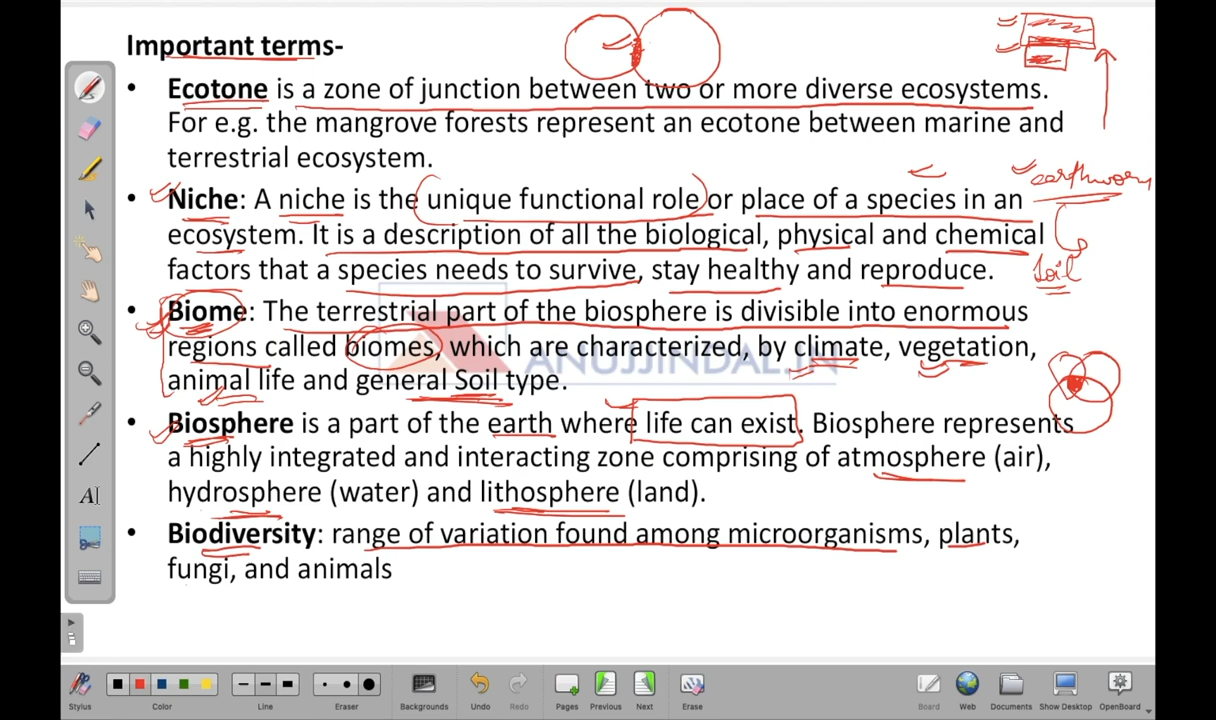 Important terms-
• Ecotone is a zone of junction between two or more diverse ecosystems.
For e.g. the mangrove forests represent an ecotone between marine and
terrestrial ecosystem.
earthworm
• Niche: A niche is the unique functional role or place of a species in an
ecosystem. It is a description of all the biological, physical and chemical
factors that a species needs to survive, stay healthy and reproduce.
Soil
• Biome: The terrestrial part of the biosphere is divisible into enormous
regions called biomes, which are characterized, by climate, vegetation,
animal life and general Soil type.
ANUJJINDAL.IN
• Biosphere is a part of the earth where life can exist. Biosphere represents
a highly integrated and interacting zone comprising of atmosphere (air),
hydrosphere (water) and lithosphere (land).
• Biodiversity: range of variation found among microorganisms, plants,
fungi, and animals
Stylus Color Line Eraser Backgrounds Undo Redo Pages Previous Next Erase Board Web Documents Show Desktop OpenBoard